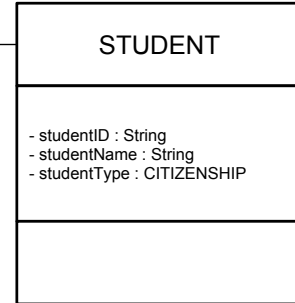 STUDENT
- studentID : String
- studentName : String
- studentType : CITIZENSHIP